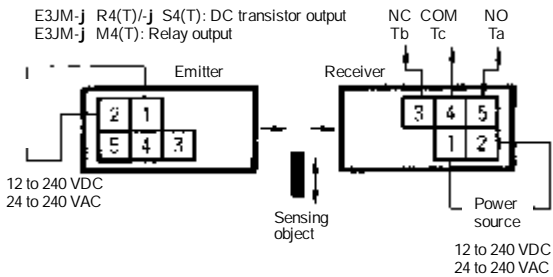 E3JM-j R4(T)/-j S4(T): DC transistor output
E3JM-j M4(T): Relay output
NC COM NO
Tb Tc Ta
Emitter
Receiver
2 1
5 4 3
3 4 5
1 2
12 to 240 VDC
24 to 240 VAC
Sensing
object
Power
source
12 to 240 VDC
24 to 240 VAC